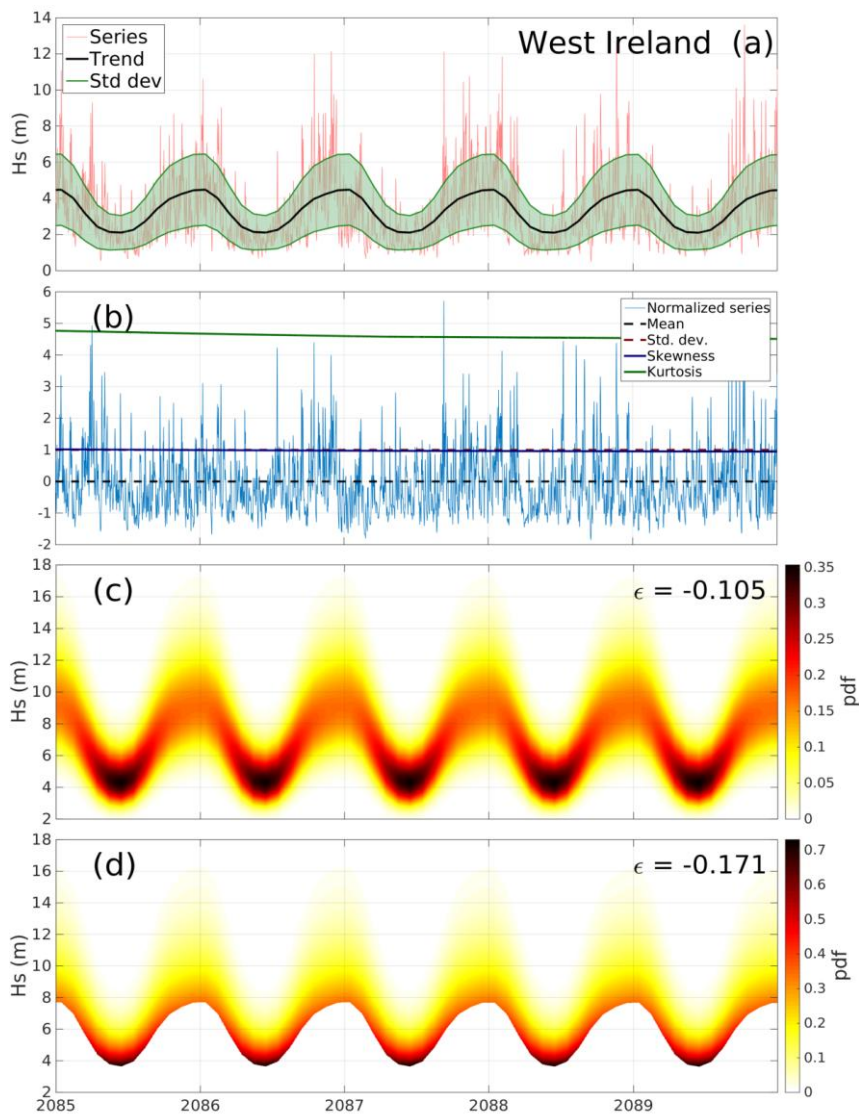 West Ireland (a)
Series
Trend
Std dev
14
12
10
8
6
4
2
0
Hs (m)
(b)
Normalized series
Mean
Std. dev.
Skewness
Kurtosis
6
5
4
3
2
1
0
-1
-2
(c)
ϵ = -0.105
18
16
14
12
10
8
6
4
2
Hs (m)
0.35
0.3
0.25
0.2
0.15
0.1
0.05
0
pdf
(d)
ϵ = -0.171
18
16
14
12
10
8
6
4
2
Hs (m)
0.7
0.6
0.5
0.4
0.3
0.2
0.1
0
pdf
2085 2086 2087 2088 2089